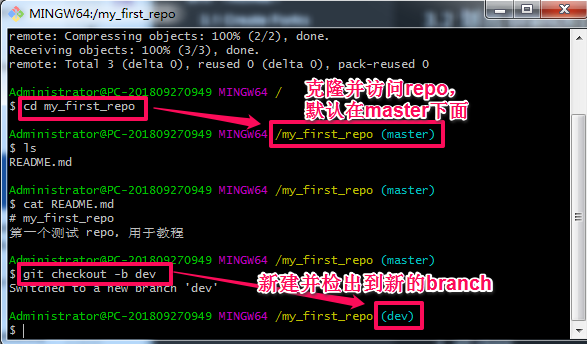 MINGW64:/my_first_repo
remote: Compressing objects: 100% (2/2), done.
Receiving objects: 100% (3/3), done.
remote: Total 3 (delta 0), reused 0 (delta 0), pack-reused 0
Administrator@PC-201809270949 MINGW64 /
$ cd my_first_repo
克隆并访问repo，
默认在master下面
Administrator@PC-201809270949 MINGW64 /my_first_repo (master)
$ ls
README.md
Administrator@PC-201809270949 MINGW64 /my_first_repo (master)
$ cat README.md
# my_first_repo
第一个测试 repo, 用于教程
Administrator@PC-201809270949 MINGW64 /my_first_repo (master)
$ git checkout -b dev
Switched to a new branch 'dev'
新建并检出到新的branch
Administrator@PC-201809270949 MINGW64 /my_first_repo (dev)
$